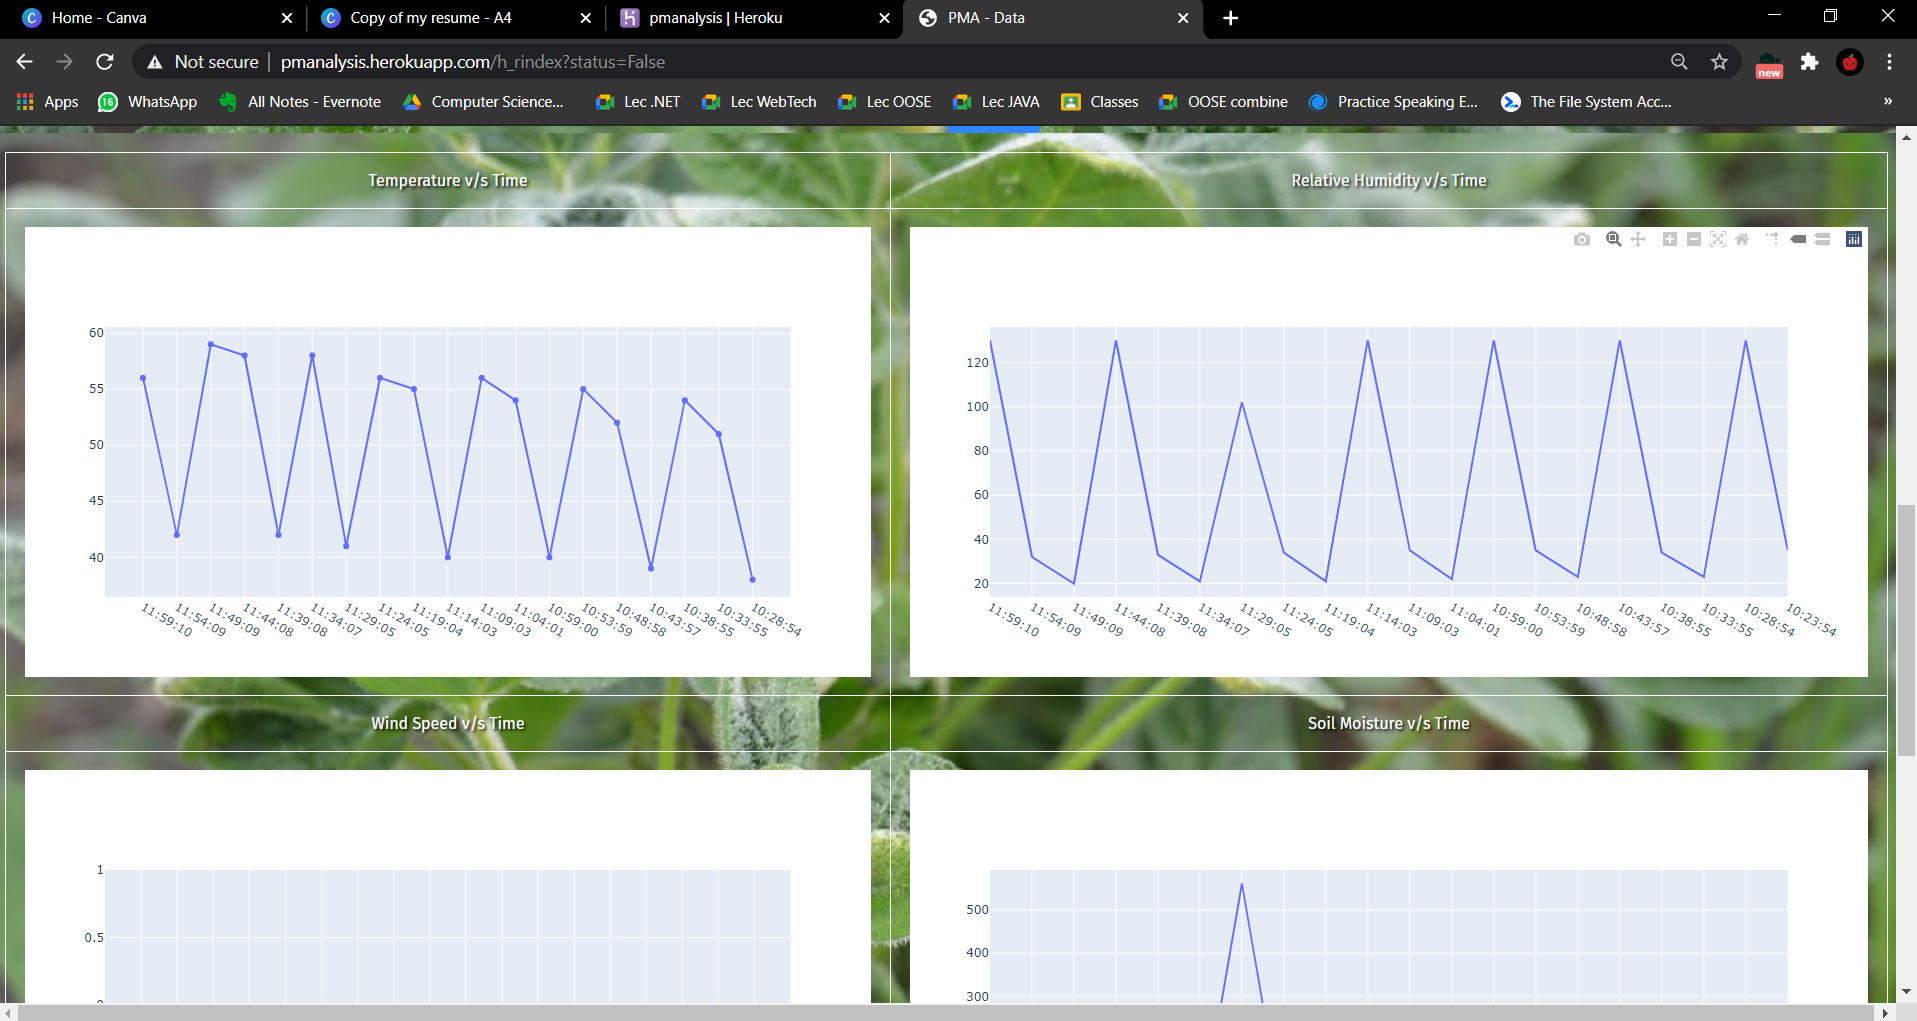 Home - Canva
Copy of my resume - A4
pmanalysis | Heroku
PMA - Data
Not secure | pmanalysis.herokuapp.com/h_rindex?status=False
new
Apps
16
WhatsApp
All Notes - Evernote
Computer Science...
Lec .NET
Lec WebTech
Lec OOSE
Lec JAVA
Classes
OOSE combine
Practice Speaking E...
The File System Acc...
»
Temperature v/s Time
Relative Humidity v/s Time
60
55
50
45
40
11:59:10
11:54:09
11:49:09
11:44:08
11:39:08
11:34:07
11:29:05
11:24:05
11:19:04
11:14:03
11:09:03
11:04:01
10:59:00
10:53:59
10:48:58
10:43:57
10:38:55
10:33:55
10:28:54
120
100
80
60
40
20
11:59:10
11:54:09
11:49:09
11:44:08
11:39:08
11:34:07
11:29:05
11:24:05
11:19:04
11:14:03
11:09:03
11:04:01
10:59:00
10:53:59
10:48:58
10:43:57
10:38:55
10:33:55
10:28:54
10:23:54
Wind Speed v/s Time
Soil Moisture v/s Time
1
0.5
500
400
300